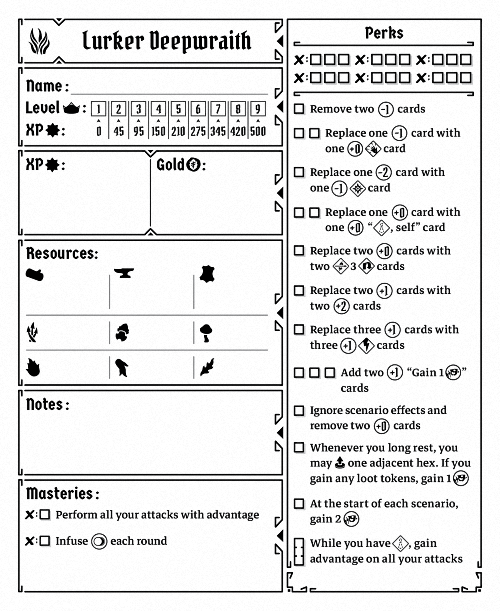 Lurker Deepwraith
Name:
Level :
1 2 3 4 5 6 7 8 9
XP :
0 45 95 150 210 275 345 420 500
XP : Gold :
Resources:
Notes:
Masteries:
✗: Perform all your attacks with advantage
✗: Infuse each round
Perks
✗: ✗: ✗:
✗: ✗: ✗:
Remove two -1 cards
Replace one -1 card with
one +0 card
Replace one -2 card with
one -1 card
Replace one +0 card with
one +0 “ , self” card
Replace two +0 cards with
two 3 cards
Replace two +1 cards with
two +2 cards
Replace three +1 cards with
three +1 cards
Add two +1 “Gain 1 ”
cards
Ignore scenario effects and
remove two +0 cards
Whenever you long rest, you
may one adjacent hex. If you
gain any loot tokens, gain 1
At the start of each scenario,
gain 2
While you have , gain
advantage on all your attacks